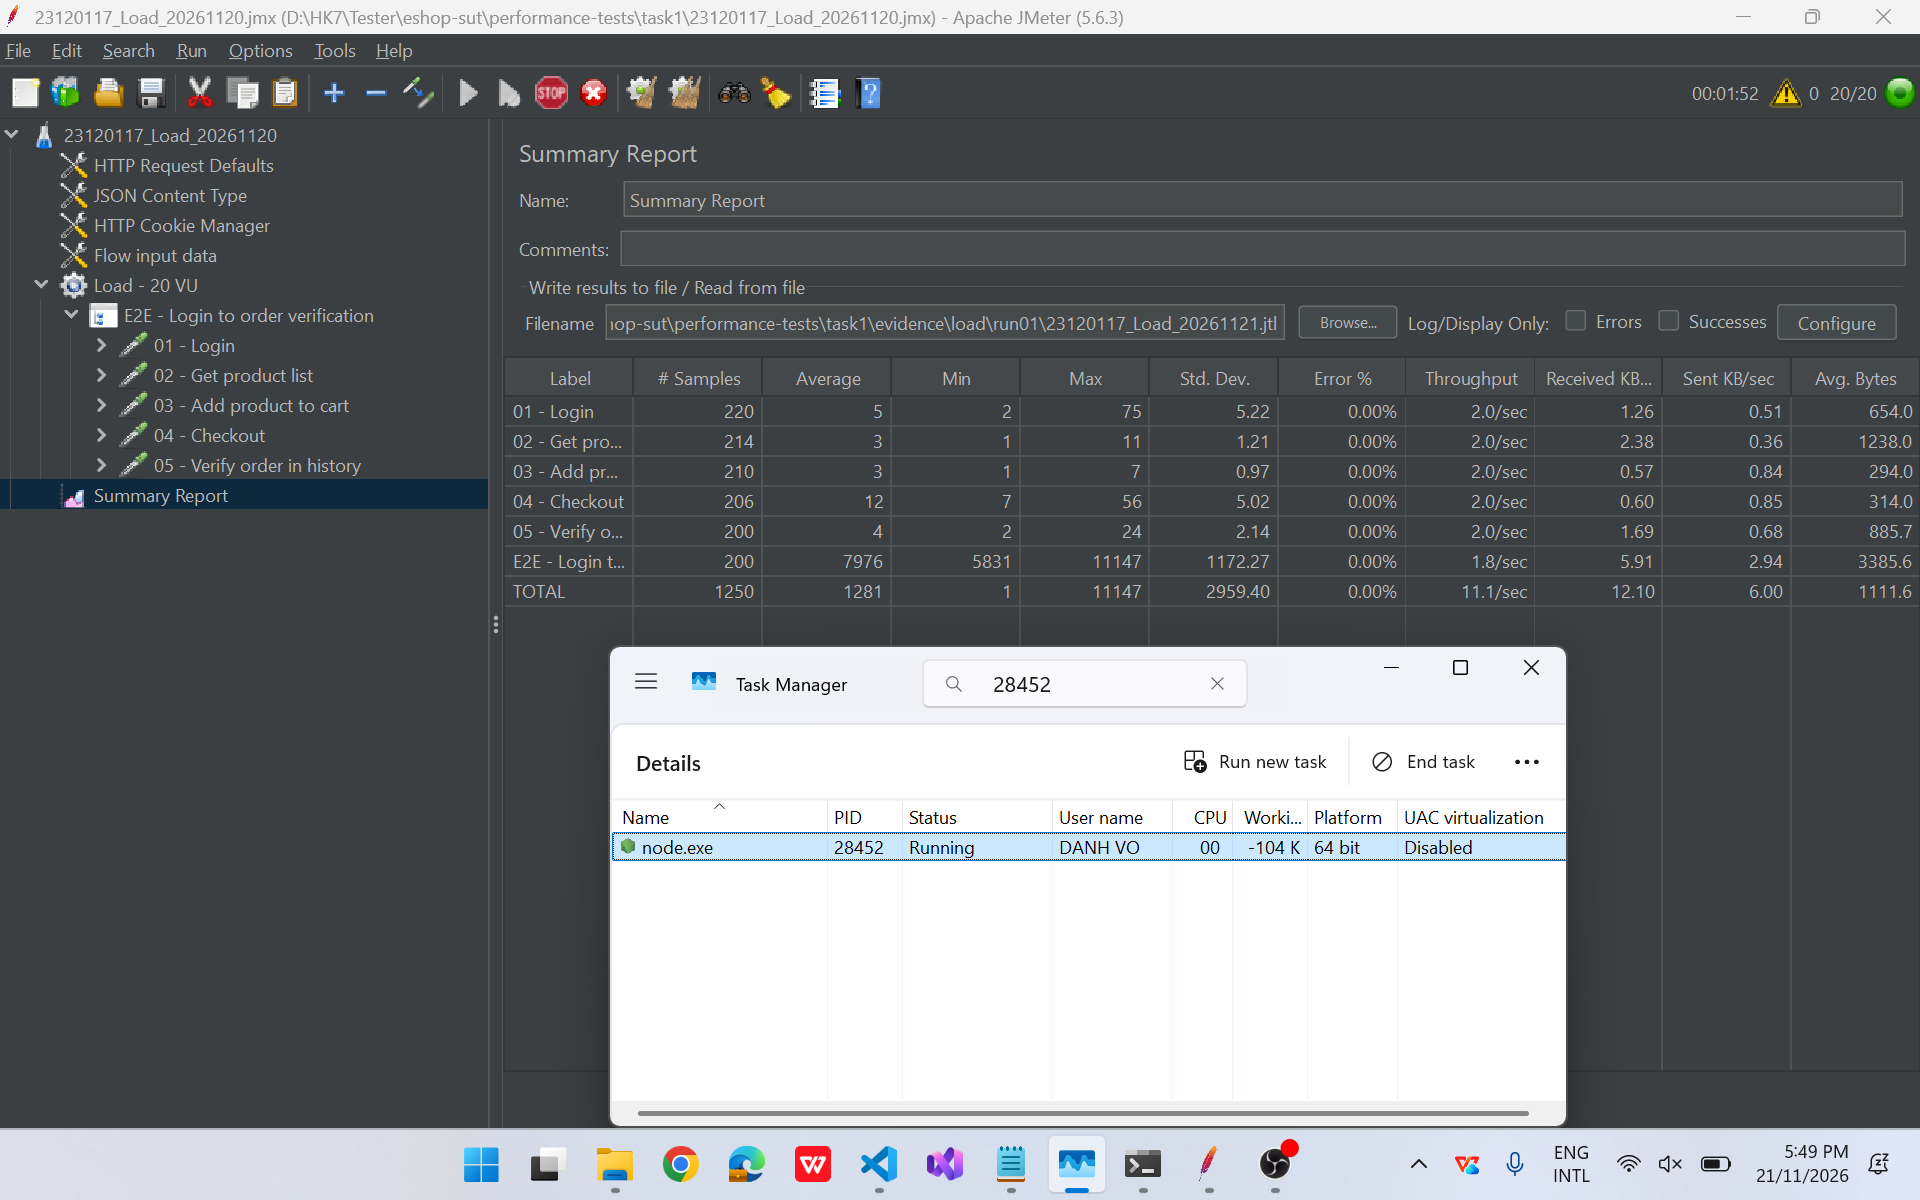 23120117_Load_20261120.jmx (D:\HK7\Tester\eshop-sut\performance-tests\task1\23120117_Load_20261120.jmx) - Apache JMeter (5.6.3)
File Edit Search Run Options Tools Help
STOP 00:01:52 0 20/20
23120117_Load_20261120
HTTP Request Defaults
JSON Content Type
HTTP Cookie Manager
Flow input data
Load - 20 VU
E2E - Login to order verification
01 - Login
02 - Get product list
03 - Add product to cart
04 - Checkout
05 - Verify order in history
Summary Report
Summary Report
Name: Summary Report
Comments:
Write results to file / Read from file
Filename op-sut\performance-tests\task1\evidence\load\run01\23120117_Load_20261121.jtl Browse... Log/Display Only: Errors Successes Configure
Label # Samples Average Min Max Std. Dev. Error % Throughput Received KB... Sent KB/sec Avg. Bytes
01 - Login 220 5 2 75 5.22 0.00% 2.0/sec 1.26 0.51 654.0
02 - Get pro... 214 3 1 11 1.21 0.00% 2.0/sec 2.38 0.36 1238.0
03 - Add pr... 210 3 1 7 0.97 0.00% 2.0/sec 0.57 0.84 294.0
04 - Checkout 206 12 7 56 5.02 0.00% 2.0/sec 0.60 0.85 314.0
05 - Verify o... 200 4 2 24 2.14 0.00% 2.0/sec 1.69 0.68 885.7
E2E - Login t... 200 7976 5831 11147 1172.27 0.00% 1.8/sec 5.91 2.94 3385.6
TOTAL 1250 1281 1 11147 2959.40 0.00% 11.1/sec 12.10 6.00 1111.6
Task Manager 28452
Details Run new task End task
Name PID Status User name CPU Worki... Platform UAC virtualization
node.exe 28452 Running DANH VO 00 -104 K 64 bit Disabled
ENG
INTL
5:49 PM
21/11/2026